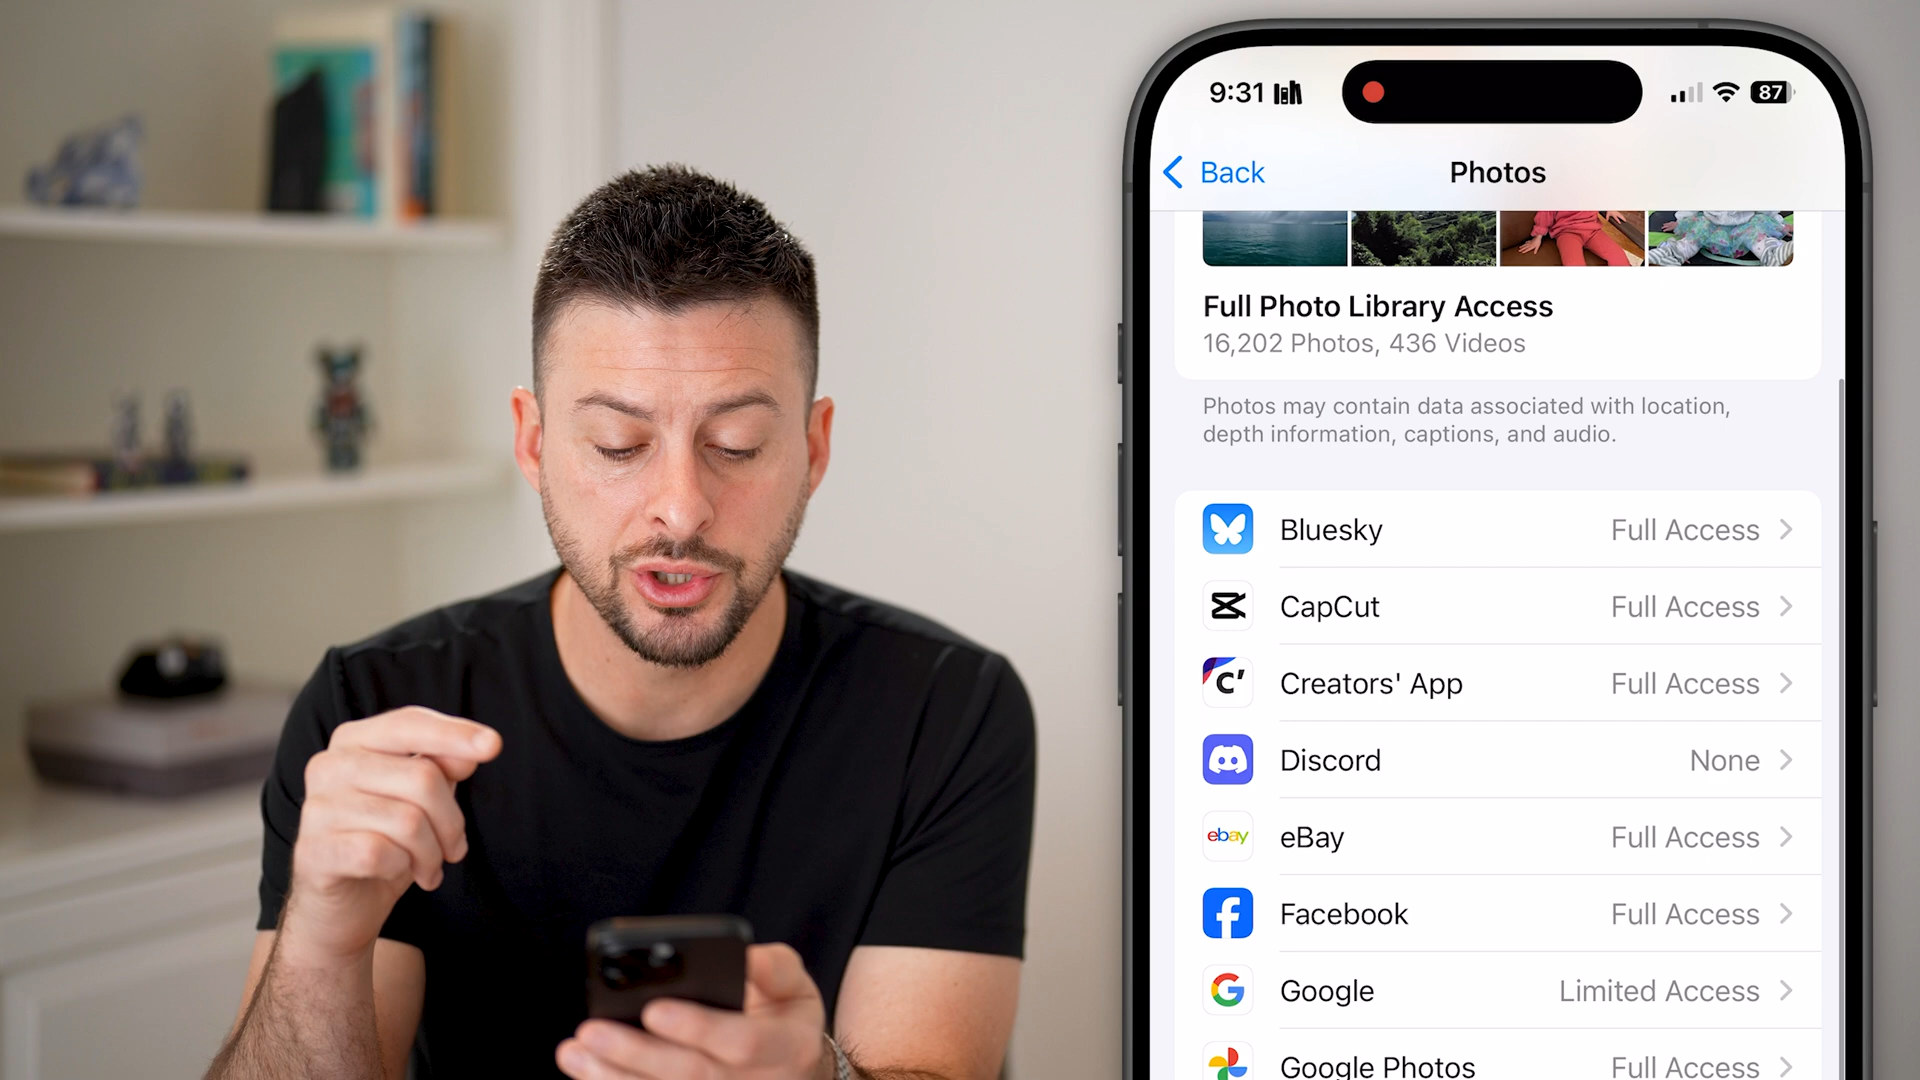 9:31
87
Back
Photos
Full Photo Library Access
16,202 Photos, 436 Videos
Photos may contain data associated with location,
depth information, captions, and audio.
Bluesky Full Access
CapCut Full Access
C' Creators' App Full Access
Discord None
ebay eBay Full Access
f Facebook Full Access
G Google Limited Access
Google Photos Full Access